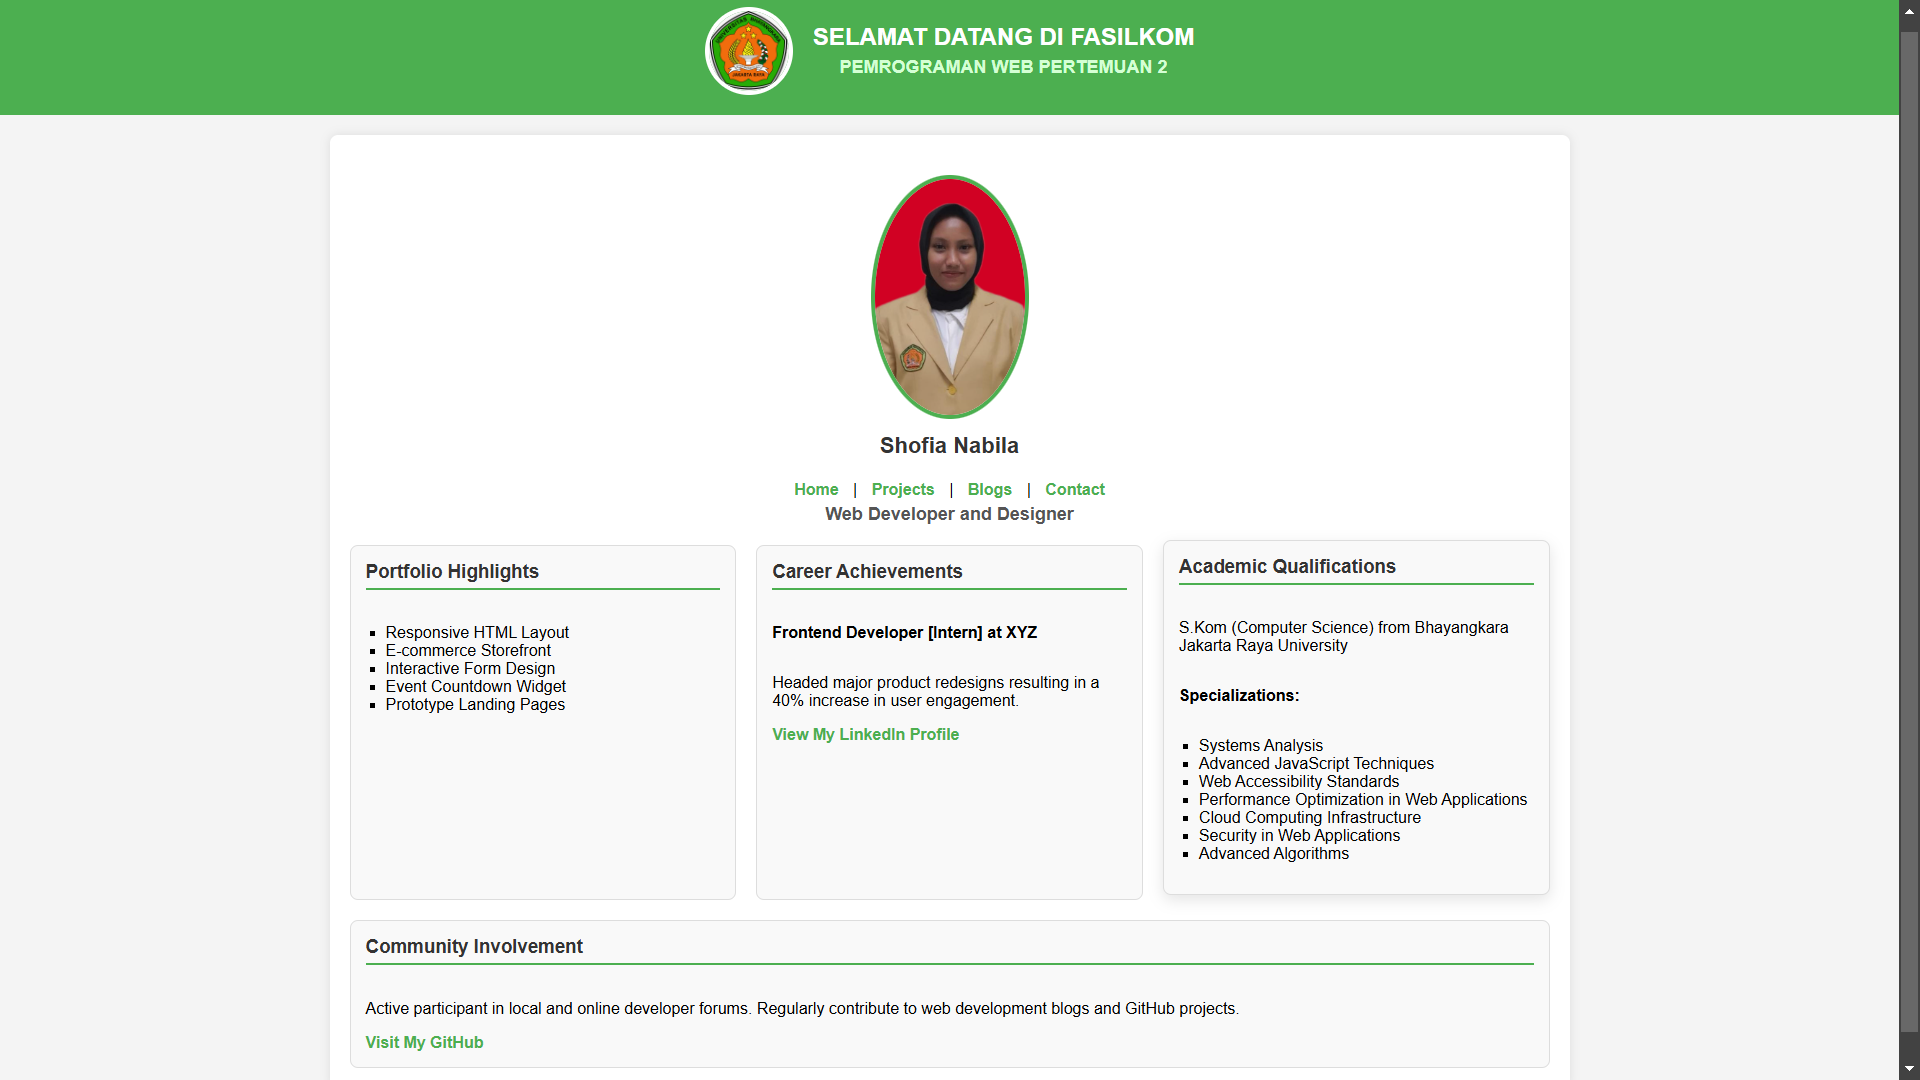 UNIVERSITAS BHAYANGKARA
JAKARTA RAYA
SELAMAT DATANG DI FASILKOM
PEMROGRAMAN WEB PERTEMUAN 2
Shofia Nabila
Home | Projects | Blogs | Contact
Web Developer and Designer
Portfolio Highlights
Responsive HTML Layout
E-commerce Storefront
Interactive Form Design
Event Countdown Widget
Prototype Landing Pages
Career Achievements
Frontend Developer [Intern] at XYZ
Headed major product redesigns resulting in a
40% increase in user engagement.
View My LinkedIn Profile
Academic Qualifications
S.Kom (Computer Science) from Bhayangkara
Jakarta Raya University
Specializations:
Systems Analysis
Advanced JavaScript Techniques
Web Accessibility Standards
Performance Optimization in Web Applications
Cloud Computing Infrastructure
Security in Web Applications
Advanced Algorithms
Community Involvement
Active participant in local and online developer forums. Regularly contribute to web development blogs and GitHub projects.
Visit My GitHub